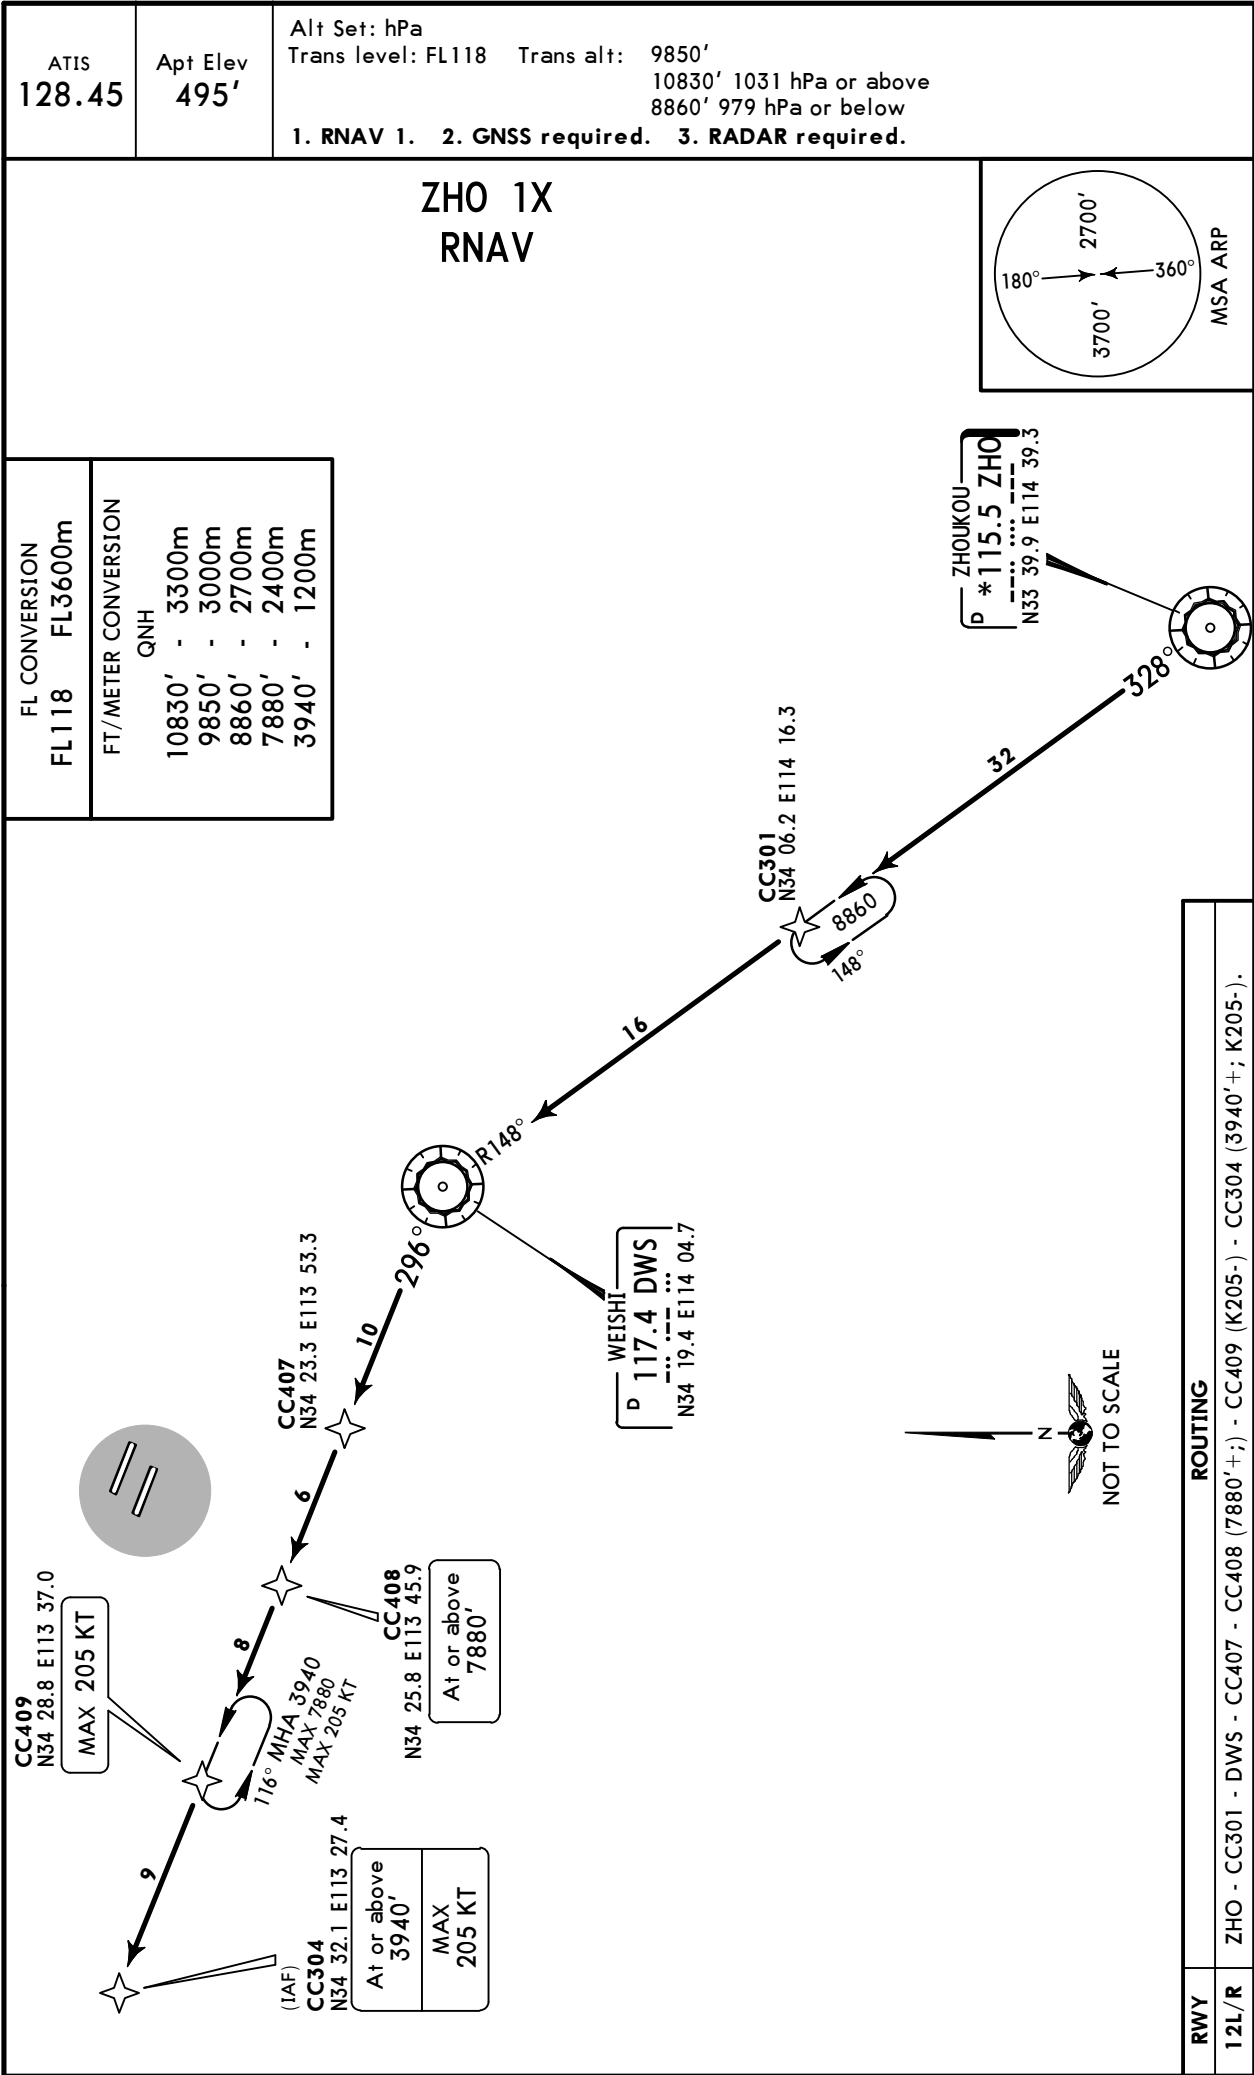 ATIS
128.45
Apt Elev
495'
Alt Set: hPa
Trans level: FL118 Trans alt: 9850'
10830' 1031 hPa or above
8860' 979 hPa or below
1. RNAV 1. 2. GNSS required. 3. RADAR required.
ZHO 1X
RNAV
180°
2700'
360°
3700'
MSA ARP
FL CONVERSION
FL118 FL3600m
FT/METER CONVERSION
QNH
10830' - 3300m
9850' - 3000m
8860' - 2700m
7880' - 2400m
3940' - 1200m
ZHOUKOU
D *115.5 ZHO
N33 39.9 E114 39.3
328°
32
CC301
N34 06.2 E114 16.3
8860
148°
16
R148°
WEISHI
D 117.4 DWS
N34 19.4 E114 04.7
296°
10
CC407
N34 23.3 E113 53.3
6
CC408
N34 25.8 E113 45.9
At or above
7880'
8
CC409
N34 28.8 E113 37.0
MAX 205 KT
116° MHA 3940
MAX 7880
MAX 205 KT
9
(IAF)
CC304
N34 32.1 E113 27.4
At or above
3940'
MAX
205 KT
N
NOT TO SCALE
RWY
ROUTING
12L/R
ZHO - CC301 - DWS - CC407 - CC408 (7880'+;) - CC409 (K205-) - CC304 (3940'+; K205-).